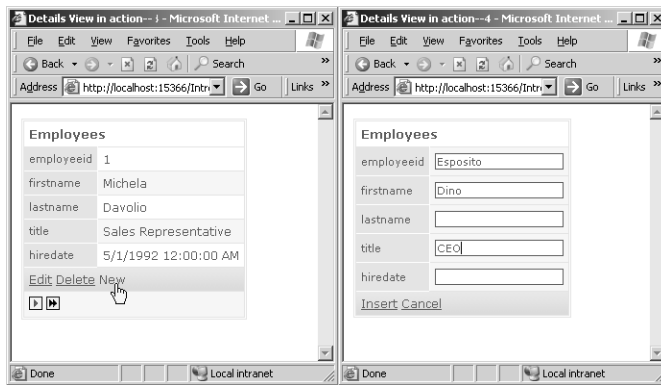 Details View in action-- - Microsoft Internet ...
File Edit View Favorites Tools Help
Back Search »
Address http://localhost:15366/Intr Go Links »
Employees
employeeid 1
firstname Michela
lastname Davolio
title Sales Representative
hiredate 5/1/1992 12:00:00 AM
Edit Delete New
Done Local intranet
Details View in action--4 - Microsoft Internet ...
File Edit View Favorites Tools Help
Back Search »
Address http://localhost:15366/Intr Go Links »
Employees
employeeid Esposito
firstname Dino
lastname
title CEO
hiredate
Insert Cancel
Done Local intranet